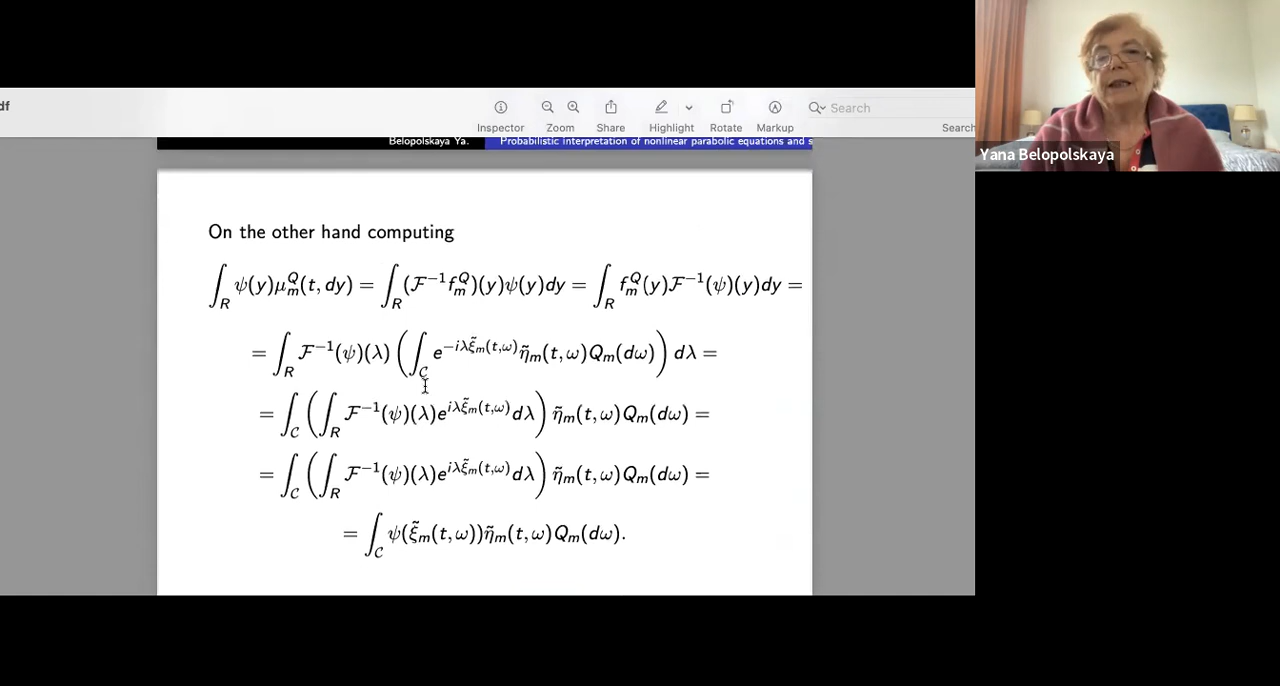 df
Inspector Zoom Share Highlight Rotate Markup Search
Search
Belopolskaya Ya. Probabilistic interpretation of nonlinear parabolic equations and s
Yana Belopolskaya
On the other hand computing
∫_R ψ(y)μ_m^Q(t, dy) = ∫_R (ℱ^{−1}f_m^Q)(y)ψ(y)dy = ∫_R f_m^Q(y)ℱ^{−1}(ψ)(y)dy =
= ∫_R ℱ^{−1}(ψ)(λ) (∫_𝒞 e^{−iλξ̃_m(t,ω)} η̃_m(t, ω)Q_m(dω)) dλ =
= ∫_𝒞 (∫_R ℱ^{−1}(ψ)(λ)e^{iλξ̃_m(t,ω)}dλ) η̃_m(t, ω)Q_m(dω) =
= ∫_𝒞 (∫_R ℱ^{−1}(ψ)(λ)e^{iλξ̃_m(t,ω)}dλ) η̃_m(t, ω)Q_m(dω) =
= ∫_𝒞 ψ(ξ̃_m(t, ω))η̃_m(t, ω)Q_m(dω).